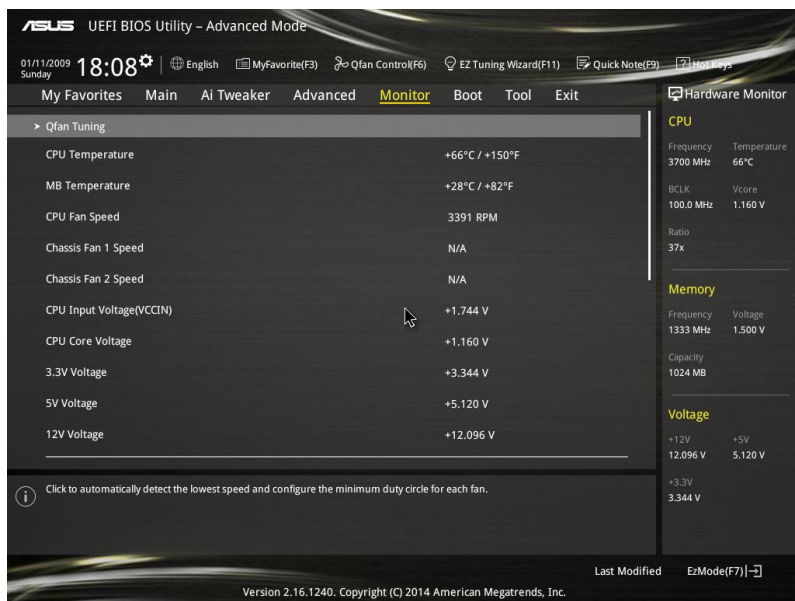 ASUS UEFI BIOS Utility – Advanced Mode
01/11/2009
Sunday
18:08
English
MyFavorite(F3)
Qfan Control(F6)
EZ Tuning Wizard(F11)
Quick Note(F9)
? Hot Keys
My Favorites Main Ai Tweaker Advanced Monitor Boot Tool Exit
> Qfan Tuning
CPU Temperature +66°C / +150°F
MB Temperature +28°C / +82°F
CPU Fan Speed 3391 RPM
Chassis Fan 1 Speed N/A
Chassis Fan 2 Speed N/A
CPU Input Voltage(VCCIN) +1.744 V
CPU Core Voltage +1.160 V
3.3V Voltage +3.344 V
5V Voltage +5.120 V
12V Voltage +12.096 V
Click to automatically detect the lowest speed and configure the minimum duty circle for each fan.
Hardware Monitor
CPU
Frequency Temperature
3700 MHz 66°C
BCLK Vcore
100.0 MHz 1.160 V
Ratio
37x
Memory
Frequency Voltage
1333 MHz 1.500 V
Capacity
1024 MB
Voltage
+12V +5V
12.096 V 5.120 V
+3.3V
3.344 V
Last Modified EzMode(F7)
Version 2.16.1240. Copyright (C) 2014 American Megatrends, Inc.